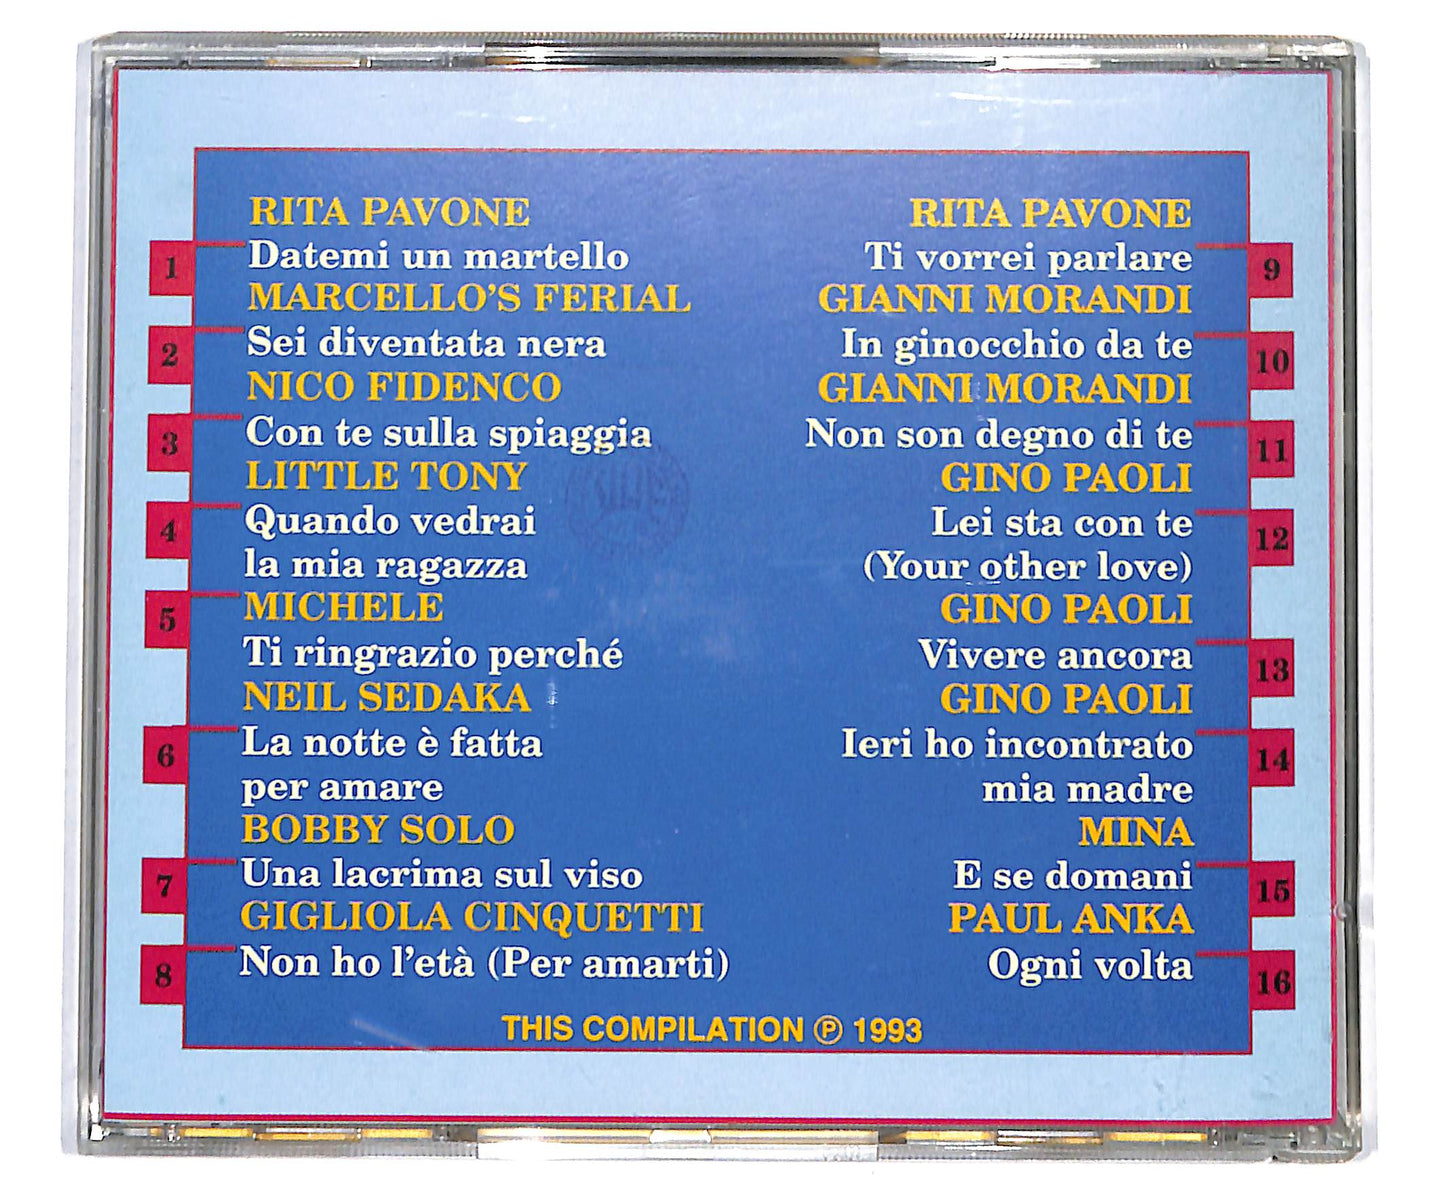 RITA PAVONE
1 Datemi un martello
MARCELLO'S FERIAL
2 Sei diventata nera
NICO FIDENCO
3 Con te sulla spiaggia
LITTLE TONY
4 Quando vedrai
la mia ragazza
5 MICHELE
Ti ringrazio perché
NEIL SEDAKA
6 La notte è fatta
per amare
BOBBY SOLO
7 Una lacrima sul viso
GIGLIOLA CINQUETTI
8 Non ho l'età (Per amarti)
RITA PAVONE
Ti vorrei parlare 9
GIANNI MORANDI
In ginocchio da te 10
GIANNI MORANDI
Non son degno di te 11
GINO PAOLI
Lei sta con te 12
(Your other love)
GINO PAOLI
Vivere ancora 13
GINO PAOLI
Ieri ho incontrato 14
mia madre
MINA
E se domani 15
PAUL ANKA
Ogni volta 16
THIS COMPILATION ℗ 1993